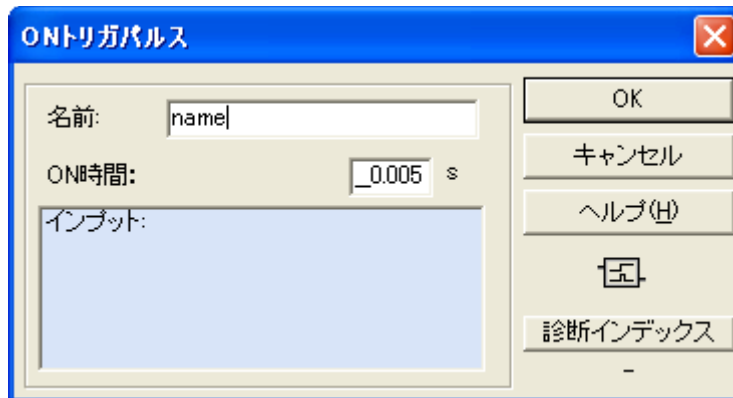 ONトリガパルス
名前:
name
ON時間:
_0.005 s
インプット:
OK
キャンセル
ヘルプ(H)
診断インデックス
-